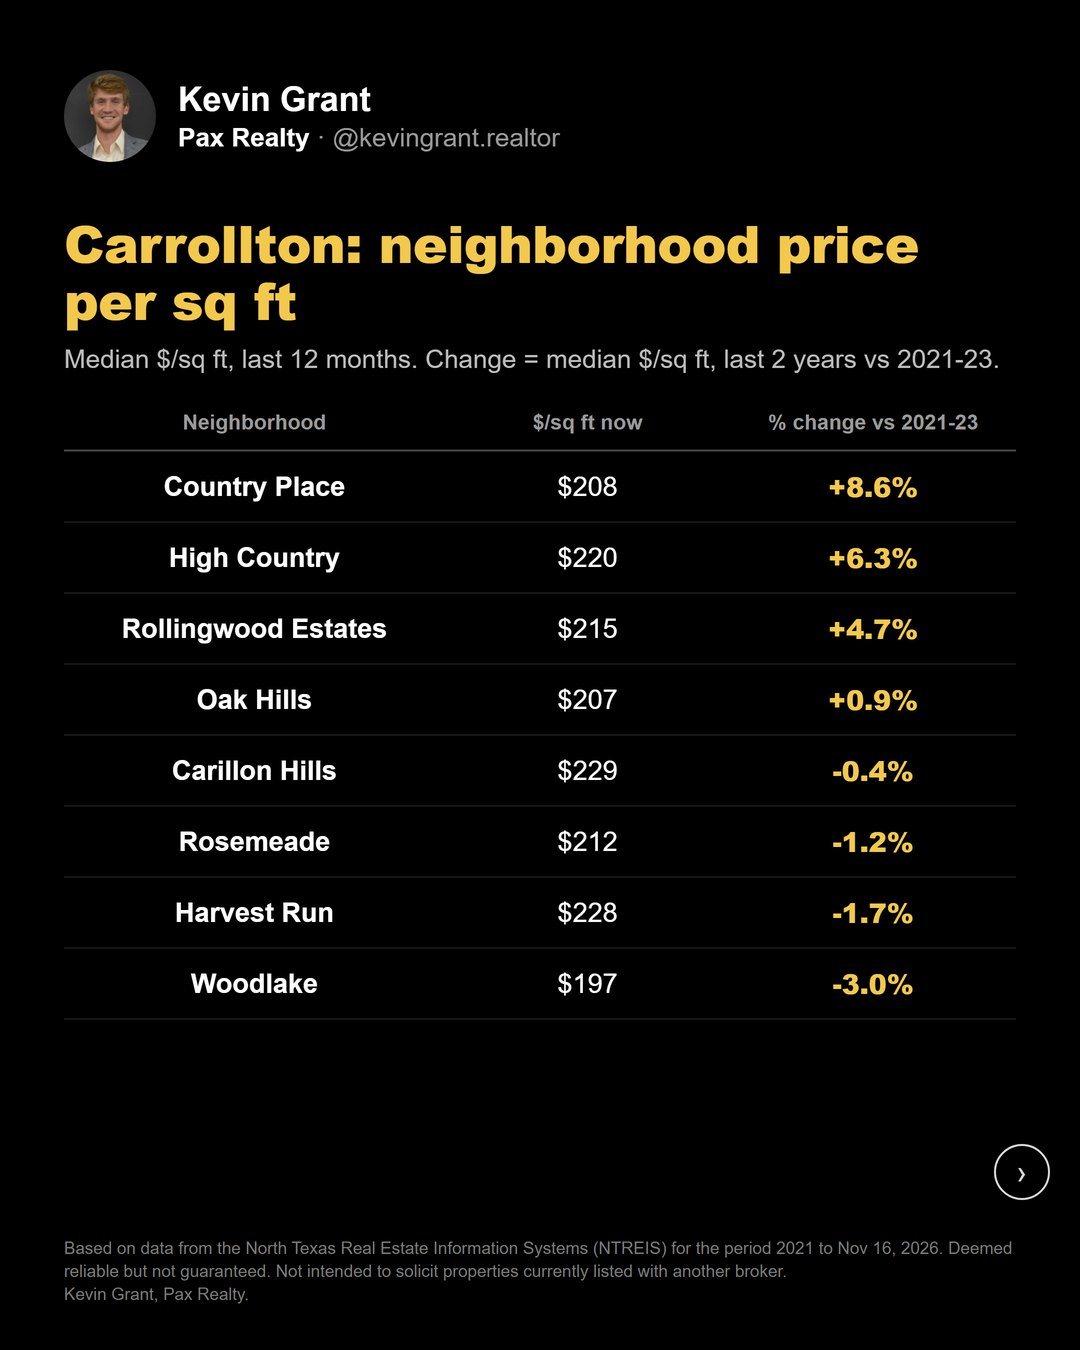 Kevin Grant
Pax Realty · @kevingrant.realtor
Carrollton: neighborhood price
per sq ft
Median $/sq ft, last 12 months. Change = median $/sq ft, last 2 years vs 2021-23.
Neighborhood $/sq ft now % change vs 2021-23
Country Place $208 +8.6%
High Country $220 +6.3%
Rollingwood Estates $215 +4.7%
Oak Hills $207 +0.9%
Carillon Hills $229 -0.4%
Rosemeade $212 -1.2%
Harvest Run $228 -1.7%
Woodlake $197 -3.0%
›
Based on data from the North Texas Real Estate Information Systems (NTREIS) for the period 2021 to Nov 16, 2026. Deemed
reliable but not guaranteed. Not intended to solicit properties currently listed with another broker.
Kevin Grant, Pax Realty.